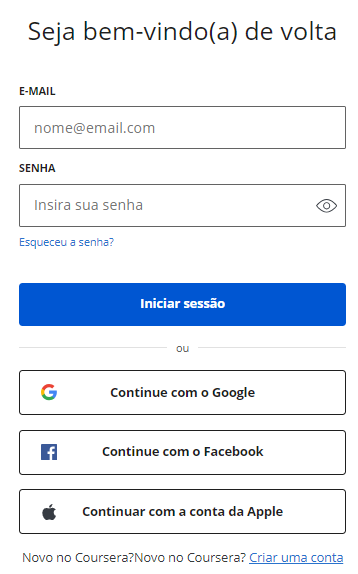 Seja bem-vindo(a) de volta
E-MAIL
nome@email.com
SENHA
Insira sua senha
Esqueceu a senha?
Iniciar sessão
ou
Continue com o Google
Continue com o Facebook
Continuar com a conta da Apple
Novo no Coursera?Novo no Coursera? Criar uma conta